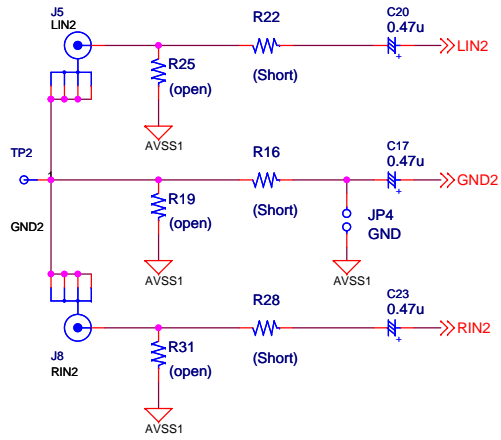 J5
LIN2
R22
C20
0.47u
LIN2
R25
(open)
(Short)
AVSS1
TP2
1
R16
C17
0.47u
GND2
R19
(open)
(Short)
JP4
GND
GND2
AVSS1
AVSS1
R28
C23
0.47u
RIN2
J8
RIN2
R31
(open)
(Short)
AVSS1